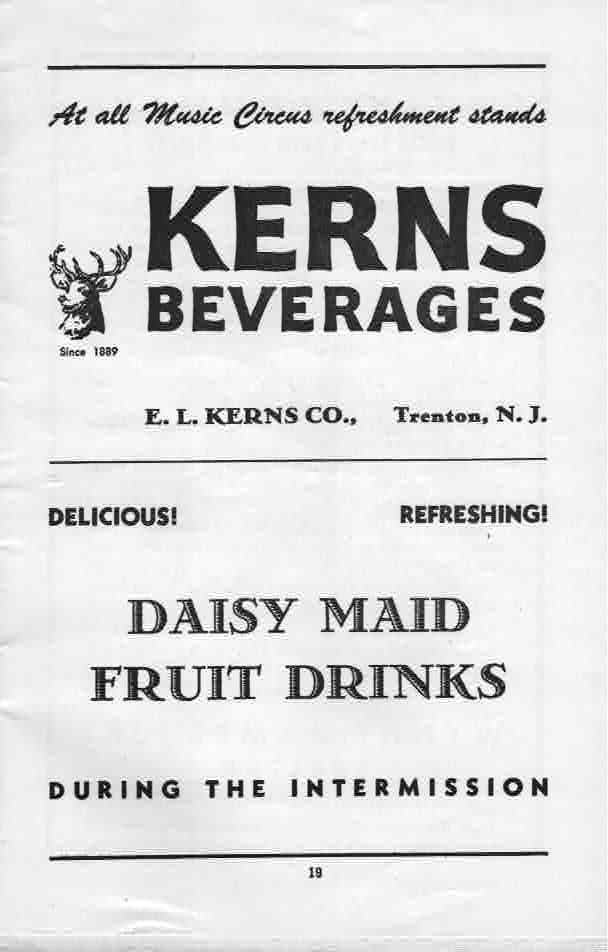 At all Music Circus refreshment stands
KERNS
BEVERAGES
Since 1889
E. L. KERNS CO., Trenton, N. J.
DELICIOUS! REFRESHING!
DAISY MAID
FRUIT DRINKS
DURING THE INTERMISSION
19